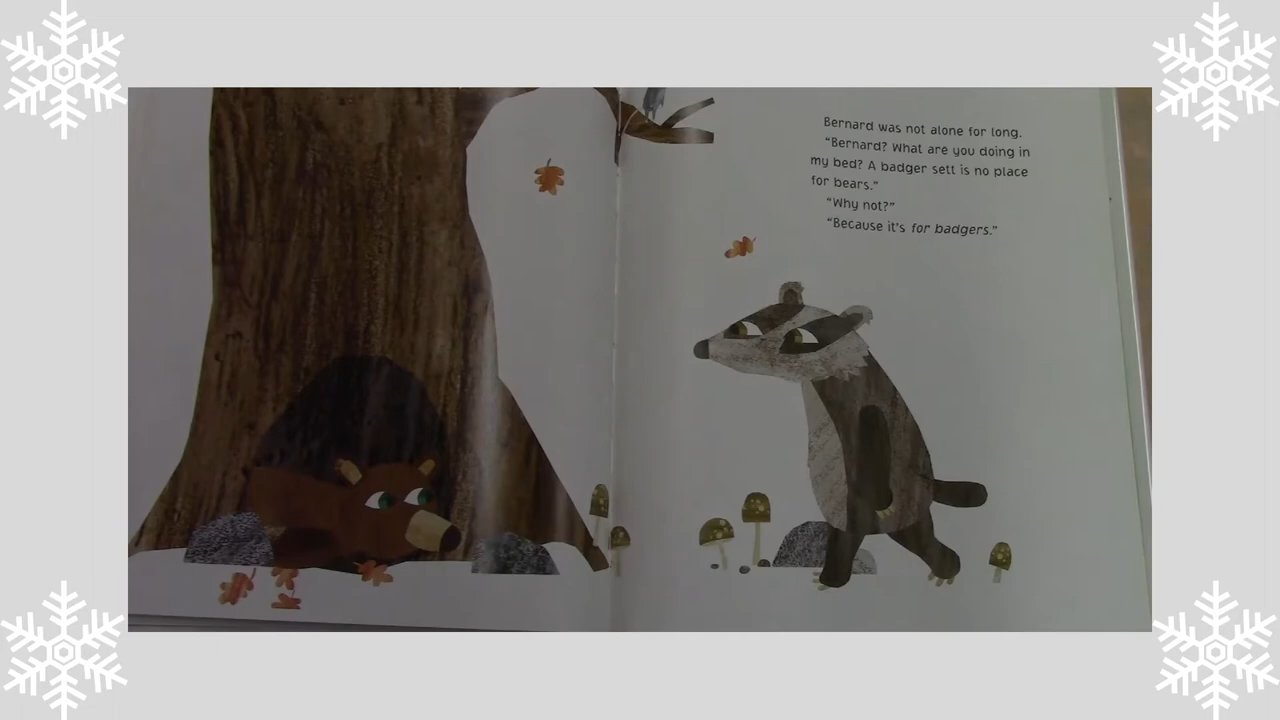 Bernard was not alone for long.
"Bernard? What are you doing in
my bed? A badger sett is no place
for bears."
"Why not?"
"Because it's for badgers."